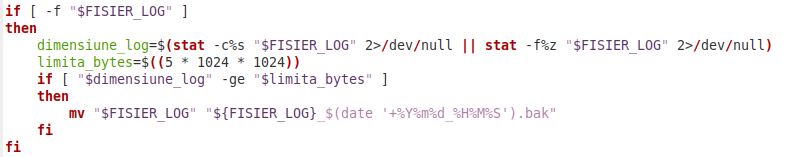 if [ -f "$FISIER_LOG" ]
then
    dimensiune_log=$(stat -c%s "$FISIER_LOG" 2>/dev/null || stat -f%z "$FISIER_LOG" 2>/dev/null)
    limita_bytes=$((5 * 1024 * 1024))
    if [ "$dimensiune_log" -ge "$limita_bytes" ]
    then
        mv "$FISIER_LOG" "${FISIER_LOG}_$(date '+%Y%m%d_%H%M%S').bak"
    fi
fi